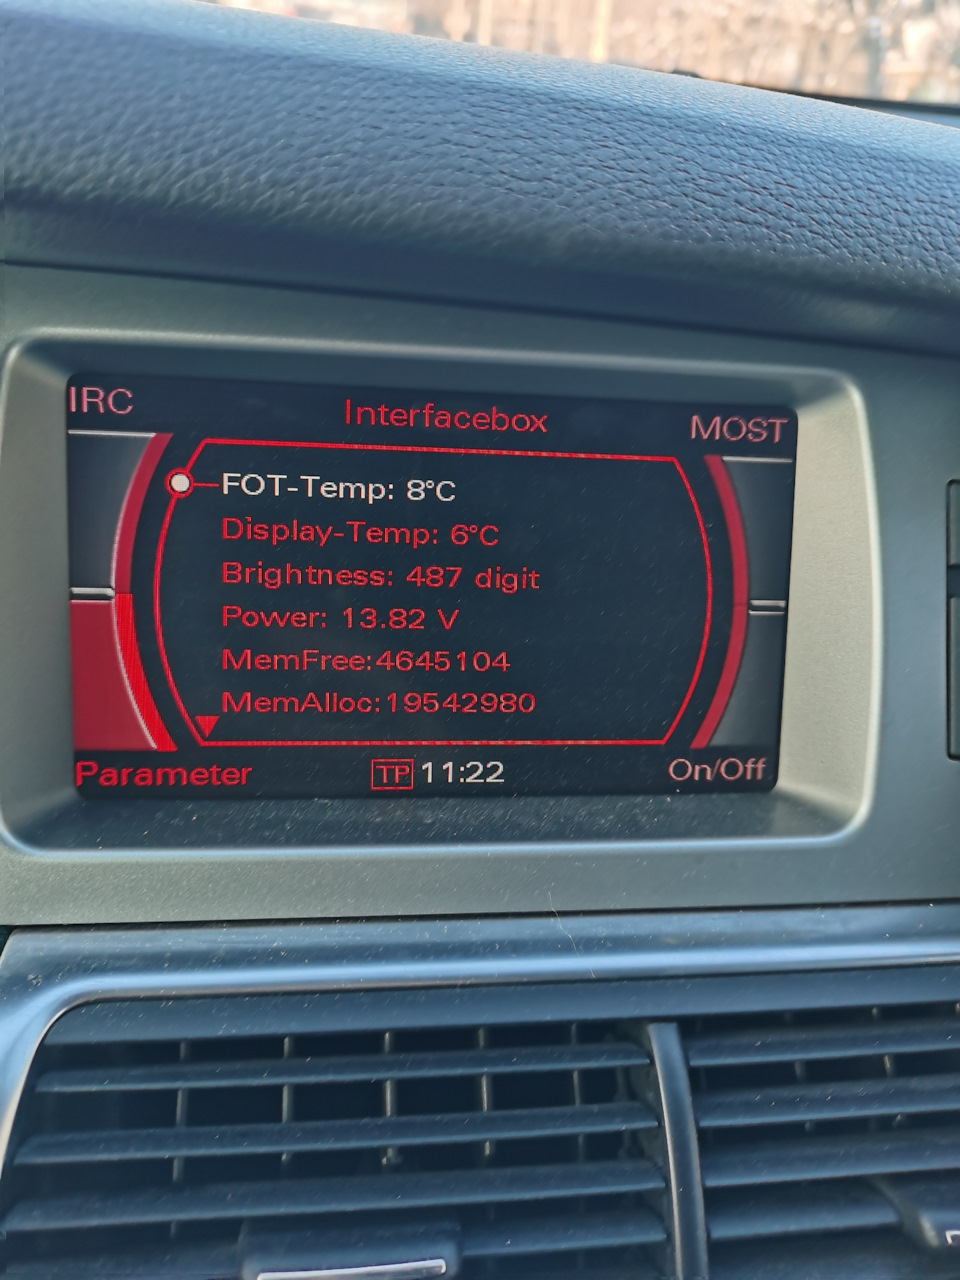 IRC
Interfacebox
MOST
FOT-Temp: 8°C
Display-Temp: 6°C
Brightness: 487 digit
Power: 13.82 V
MemFree:4645104
MemAlloc:19542980
Parameter
TP 11:22
On/Off